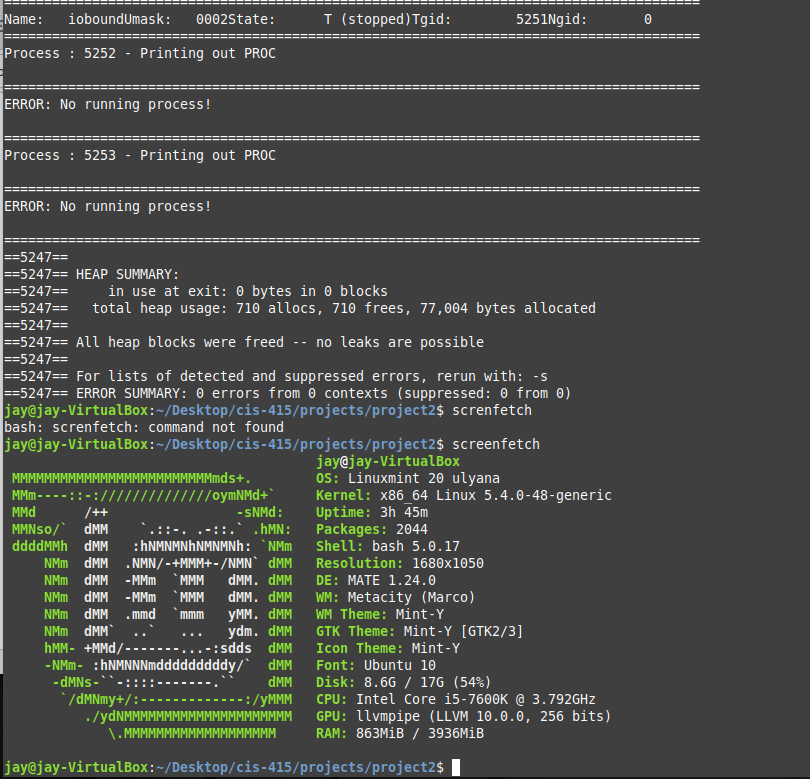 ================================================================================
Name:   ioboundUmask:   0002State:      T (stopped)Tgid:        5251Ngid:       0
=======================================================================================
Process : 5252 - Printing out PROC
=======================================================================================
ERROR: No running process!
=======================================================================================
Process : 5253 - Printing out PROC
=======================================================================================
ERROR: No running process!
=======================================================================================
==5247==
==5247== HEAP SUMMARY:
==5247==     in use at exit: 0 bytes in 0 blocks
==5247==   total heap usage: 710 allocs, 710 frees, 77,004 bytes allocated
==5247==
==5247== All heap blocks were freed -- no leaks are possible
==5247==
==5247== For lists of detected and suppressed errors, rerun with: -s
==5247== ERROR SUMMARY: 0 errors from 0 contexts (suppressed: 0 from 0)
jay@jay-VirtualBox:~/Desktop/cis-415/projects/project2$ screnfetch
bash: screnfetch: command not found
jay@jay-VirtualBox:~/Desktop/cis-415/projects/project2$ screenfetch
                                       jay@jay-VirtualBox
 MMMMMMMMMMMMMMMMMMMMMMMMMmds+.        OS: Linuxmint 20 ulyana
 MMm----::-://////////////oymNMd+`     Kernel: x86_64 Linux 5.4.0-48-generic
 MMd      /++                -sNMd:    Uptime: 3h 45m
 MMNso/`  dMM    `.::-. .-::.` .hMN:   Packages: 2044
 ddddMMh  dMM   :hNMNMNhNMNMNh: `NMm   Shell: bash 5.0.17
     NMm  dMM  .NMN/-+MMM+-/NMN` dMM   Resolution: 1680x1050
     NMm  dMM  -MMm  `MMM   dMM. dMM   DE: MATE 1.24.0
     NMm  dMM  -MMm  `MMM   dMM. dMM   WM: Metacity (Marco)
     NMm  dMM  .mmd  `mmm   yMM. dMM   WM Theme: Mint-Y
     NMm  dMM`  ..`   ...   ydm. dMM   GTK Theme: Mint-Y [GTK2/3]
     hMM- +MMd/-------...-:sdds  dMM   Icon Theme: Mint-Y
     -NMm- :hNMNNNmdddddddddy/`  dMM   Font: Ubuntu 10
      -dMNs-``-::::-------.``    dMM   Disk: 8.6G / 17G (54%)
       `/dMNmy+/:-------------:/yMMM   CPU: Intel Core i5-7600K @ 3.792GHz
          ./ydNMMMMMMMMMMMMMMMMMMMMM   GPU: llvmpipe (LLVM 10.0.0, 256 bits)
             \.MMMMMMMMMMMMMMMMMMM     RAM: 863MiB / 3936MiB
jay@jay-VirtualBox:~/Desktop/cis-415/projects/project2$